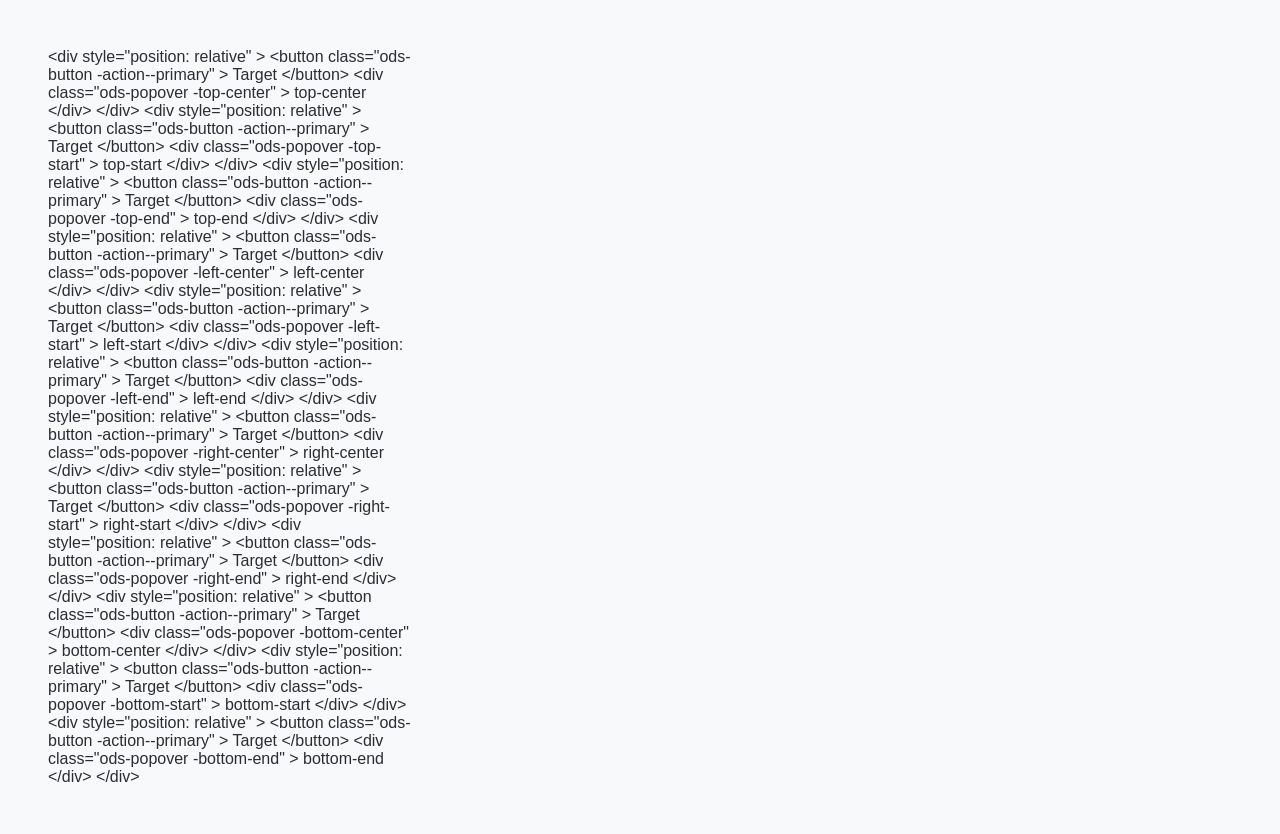 <div style="position: relative" > <button class="ods-
button -action--primary" > Target </button> <div
class="ods-popover -top-center" > top-center
</div> </div> <div style="position: relative" >
<button class="ods-button -action--primary" >
Target </button> <div class="ods-popover -top-
start" > top-start </div> </div> <div style="position:
relative" > <button class="ods-button -action--
primary" > Target </button> <div class="ods-
popover -top-end" > top-end </div> </div> <div
style="position: relative" > <button class="ods-
button -action--primary" > Target </button> <div
class="ods-popover -left-center" > left-center
</div> </div> <div style="position: relative" >
<button class="ods-button -action--primary" >
Target </button> <div class="ods-popover -left-
start" > left-start </div> </div> <div style="position:
relative" > <button class="ods-button -action--
primary" > Target </button> <div class="ods-
popover -left-end" > left-end </div> </div> <div
style="position: relative" > <button class="ods-
button -action--primary" > Target </button> <div
class="ods-popover -right-center" > right-center
</div> </div> <div style="position: relative" >
<button class="ods-button -action--primary" >
Target </button> <div class="ods-popover -right-
start" > right-start </div> </div> <div
style="position: relative" > <button class="ods-
button -action--primary" > Target </button> <div
class="ods-popover -right-end" > right-end </div>
</div> <div style="position: relative" > <button
class="ods-button -action--primary" > Target
</button> <div class="ods-popover -bottom-center"
> bottom-center </div> </div> <div style="position:
relative" > <button class="ods-button -action--
primary" > Target </button> <div class="ods-
popover -bottom-start" > bottom-start </div> </div>
<div style="position: relative" > <button class="ods-
button -action--primary" > Target </button> <div
class="ods-popover -bottom-end" > bottom-end
</div> </div>